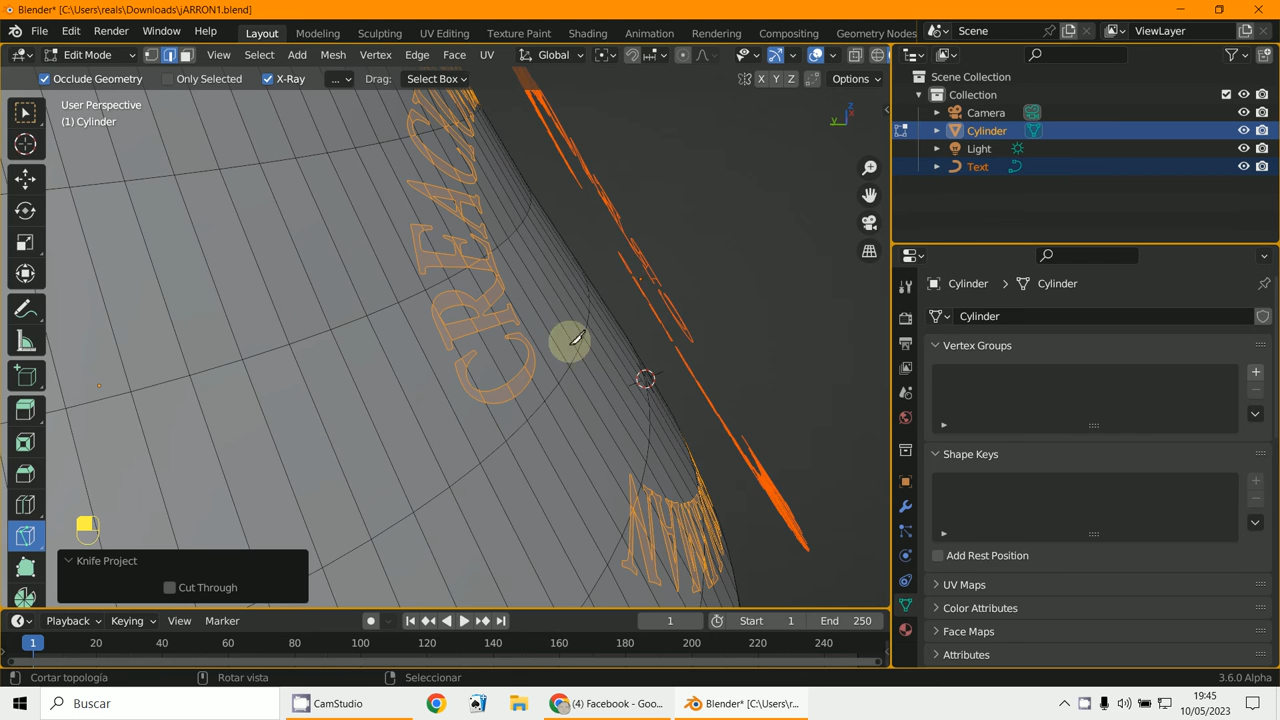 Blender* [C:\Users\reals\Downloads\jARRON1.blend]
File Edit Render Window Help Layout Modeling Sculpting UV Editing Texture Paint Shading Animation Rendering Compositing Geometry Nodes Scene ViewLayer
Edit Mode View Select Add Mesh Vertex Edge Face UV Global
Occlude Geometry Only Selected X-Ray ... Drag: Select Box X Y Z Options
User Perspective
(1) Cylinder
Z
Y
CREAC
Knife Project
Cut Through
Scene Collection
Collection
Camera
Cylinder
Light
Text
Cylinder > Cylinder
Cylinder
Vertex Groups
Shape Keys
Add Rest Position
UV Maps
Color Attributes
Face Maps
Attributes
Playback Keying View Marker 1 Start 1 End 250
1 20 40 60 80 100 120 140 160 180 200 220 240
Cortar topología Rotar vista Seleccionar 3.6.0 Alpha
Buscar CamStudio (4) Facebook - Goo... Blender* [C:\Users\r... 19:45
10/05/2023